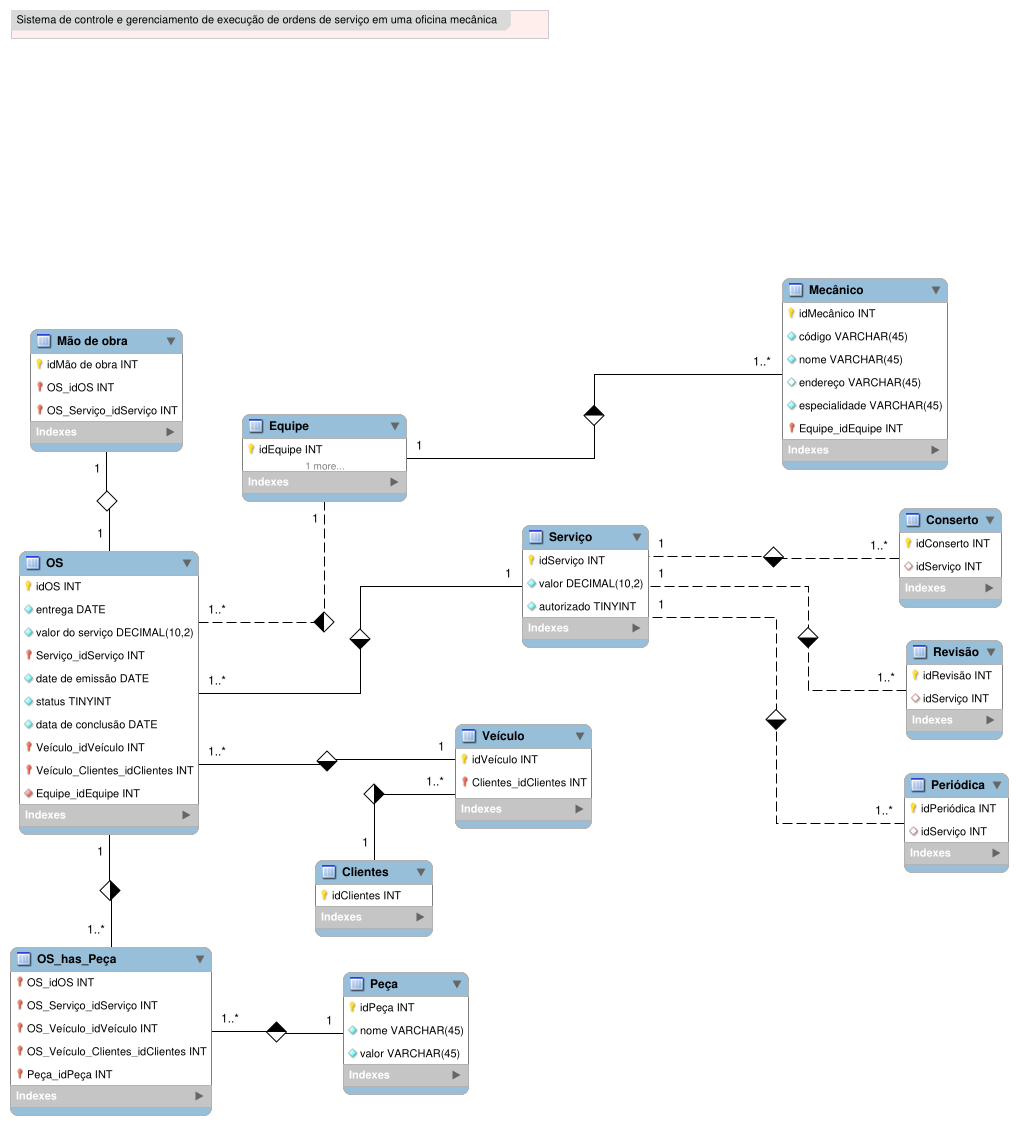 Sistema de controle e gerenciamento de execução de ordens de serviço em uma oficina mecânica
Mecânico
idMecânico INT
código VARCHAR(45)
nome VARCHAR(45)
endereço VARCHAR(45)
especialidade VARCHAR(45)
Equipe_idEquipe INT
Indexes
1..*
Mão de obra
idMão de obra INT
OS_idOS INT
OS_Serviço_idServiço INT
Indexes
1
1
Equipe
idEquipe INT
1 more...
Indexes
1
1
Serviço
idServiço INT
valor DECIMAL(10,2)
autorizado TINYINT
Indexes
1
1
1
1
Conserto
idConserto INT
idServiço INT
Indexes
1..*
OS
idOS INT
entrega DATE
valor do serviço DECIMAL(10,2)
Serviço_idServiço INT
date de emissão DATE
status TINYINT
data de conclusão DATE
Veículo_idVeículo INT
Veículo_Clientes_idClientes INT
Equipe_idEquipe INT
Indexes
1..*
1..*
1..*
1
Revisão
idRevisão INT
idServiço INT
Indexes
1..*
Veículo
idVeículo INT
Clientes_idClientes INT
Indexes
1
1..*
Periódica
idPeriódica INT
idServiço INT
Indexes
1..*
Clientes
idClientes INT
Indexes
1
OS_has_Peça
OS_idOS INT
OS_Serviço_idServiço INT
OS_Veículo_idVeículo INT
OS_Veículo_Clientes_idClientes INT
Peça_idPeça INT
Indexes
1..*
1..*
Peça
idPeça INT
nome VARCHAR(45)
valor VARCHAR(45)
Indexes
1